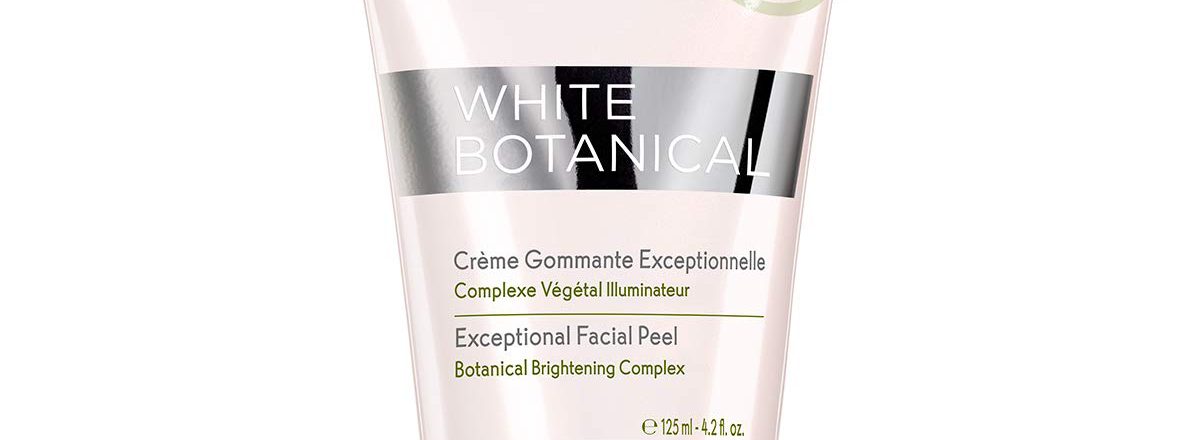 WHITE
BOTANICAL
Crème Gommante Exceptionnelle
Complexe Végétal Illuminateur
Exceptional Facial Peel
Botanical Brightening Complex
℮ 125 ml - 4.2 fl. oz.